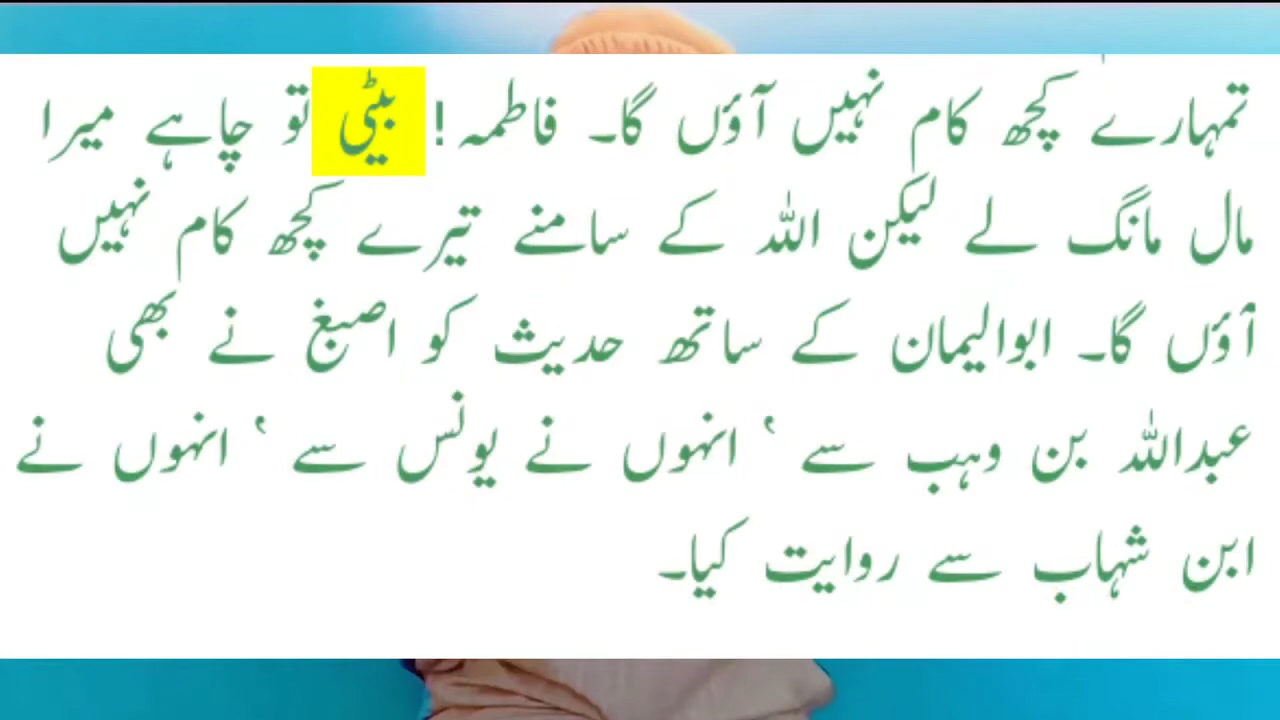 تمہارے کچھ کام نہیں آؤں گا۔ فاطمہ! بیٹی تو چاہے میرا
مال مانگ لے لیکن اللہ کے سامنے تیرے کچھ کام نہیں
آؤں گا۔ ابوالیمان کے ساتھ حدیث کو اصبغ نے بھی
عبداللہ بن وہب سے ‘ انہوں نے یونس سے ‘ انہوں نے
ابن شہاب سے روایت کیا۔